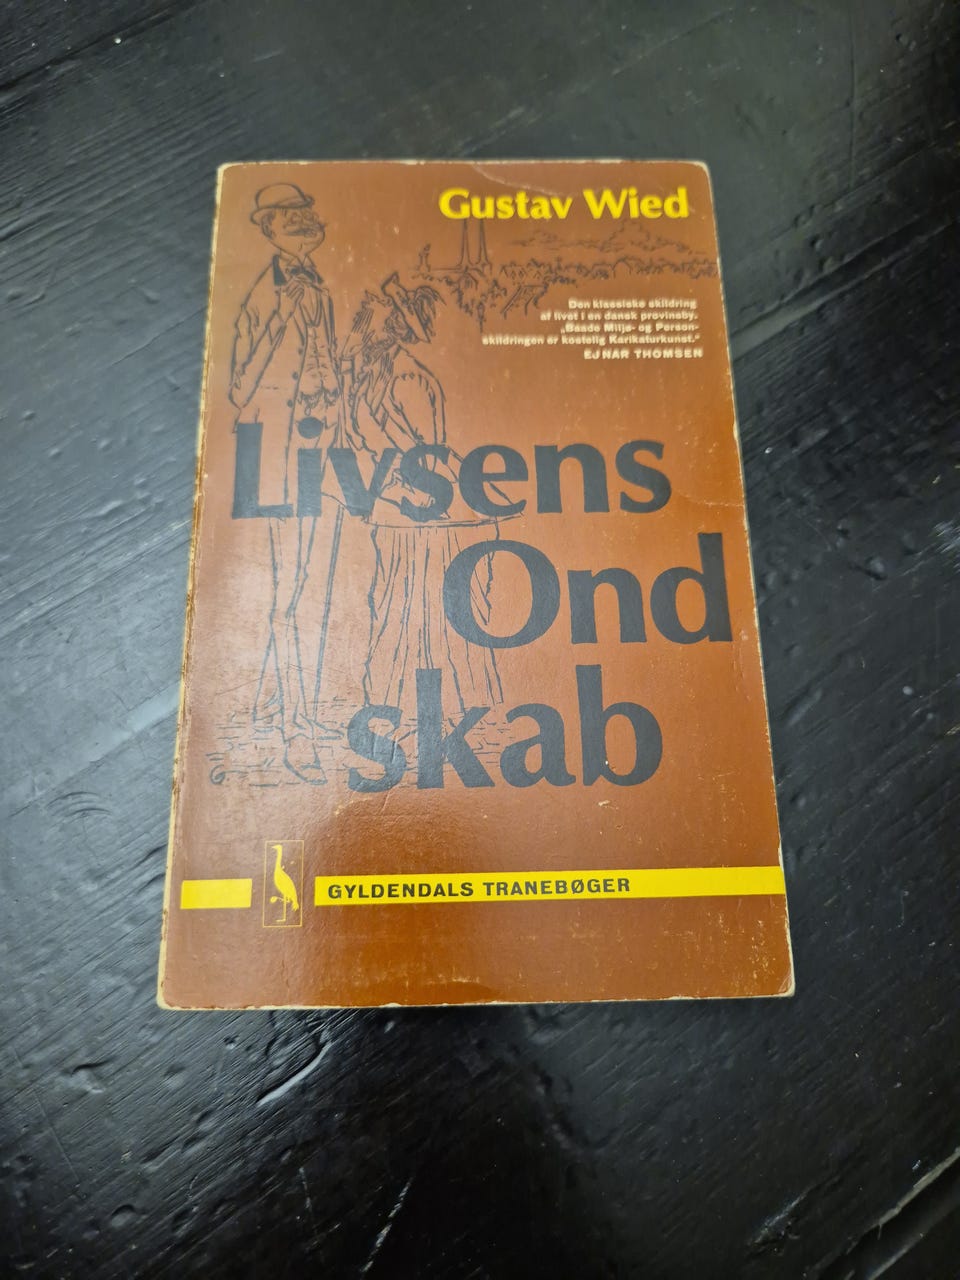 Gustav Wied
Den klassiske skildring
af livet i en dansk provinsby.
„Baade Miljø- og Person-
skildringen er kostelig Karikaturkunst.“
EJNAR THOMSEN
Livsens
Ond
skab
GYLDENDALS TRANEBØGER